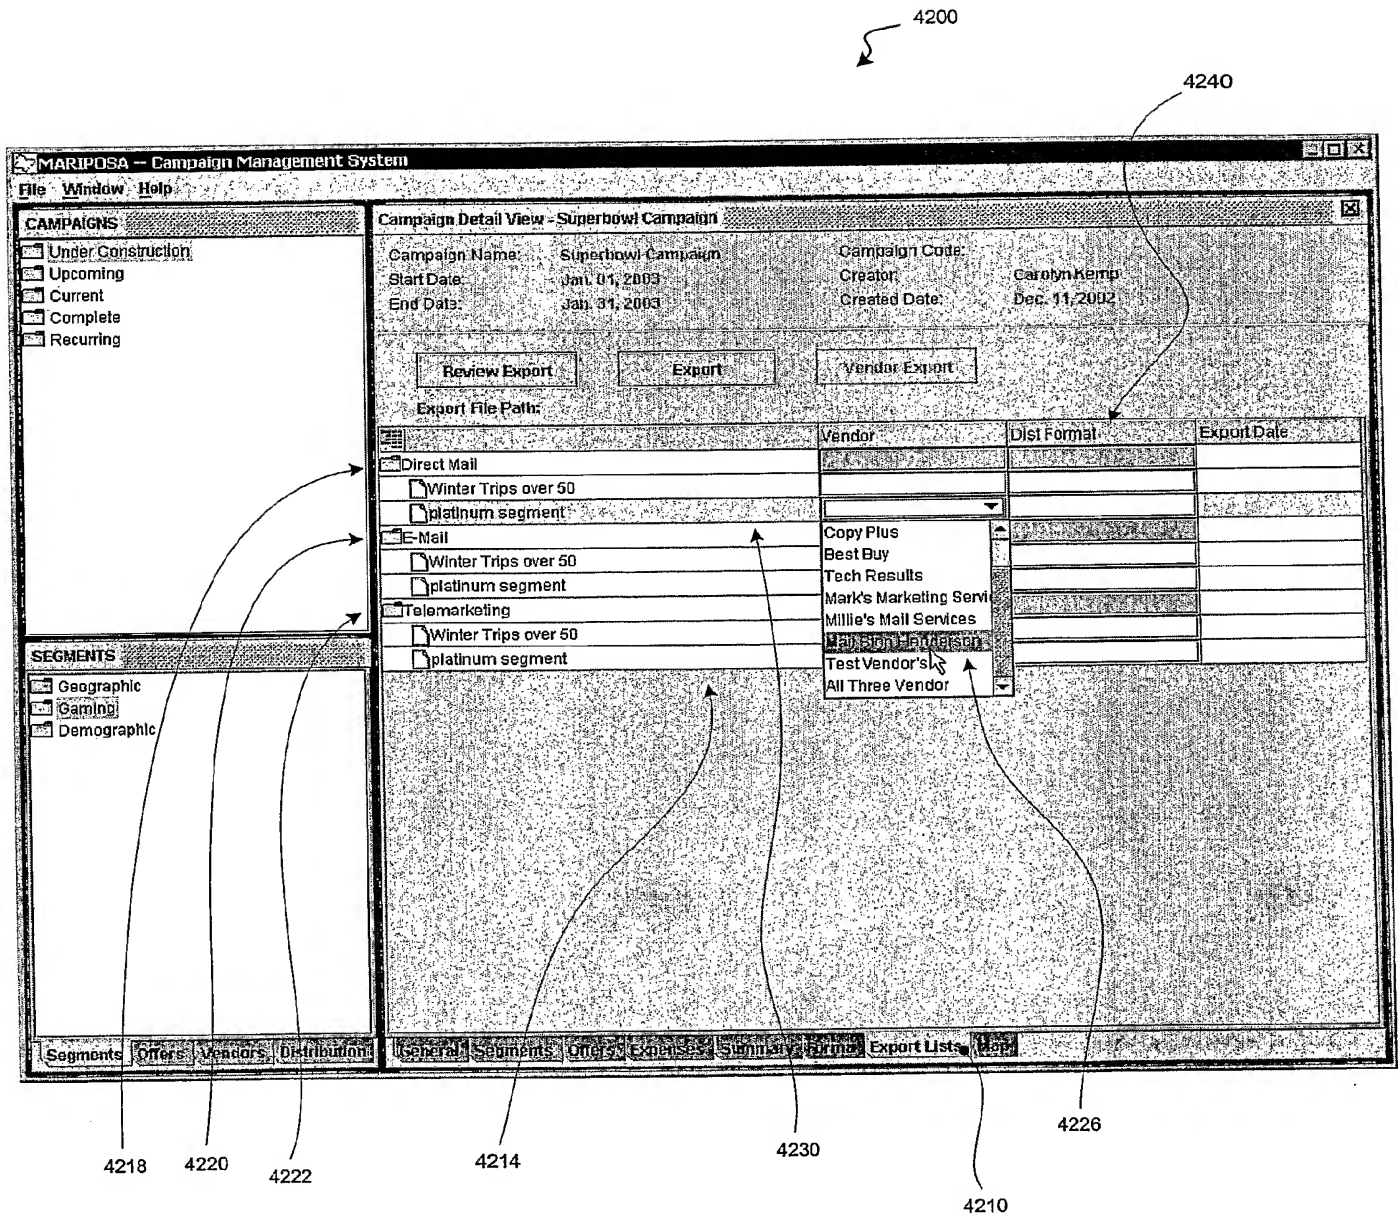 4200
4240
MARIPOSA -- Campaign Management System
File Window Help
CAMPAIGNS
Under Construction
Upcoming
Current
Complete
Recurring
Campaign Detail View - Superbowl Campaign
Campaign Name: Superbowl Campaign Campaign Code:
Start Date: Jan. 01, 2003 Creator: Carolyn Kemp
End Date: Jan. 31, 2003 Created Date: Dec. 11, 2002
Review Export Export Vendor Export
Export File Path:
Vendor Dist Format Export Date
Direct Mail
Winter Trips over 50
platinum segment
E-Mail
Winter Trips over 50
platinum segment
Telemarketing
Winter Trips over 50
platinum segment
Copy Plus
Best Buy
Tech Results
Mark's Marketing Servi
Millie's Mail Services
Henderson
Test Vendor's
All Three Vendor
SEGMENTS
Geographic
Gaming
Demographic
Segments Offers Vendors Distribution
General Segments Offers Expenses Summary Format Export Lists
4218
4220
4222
4214
4230
4210
4226